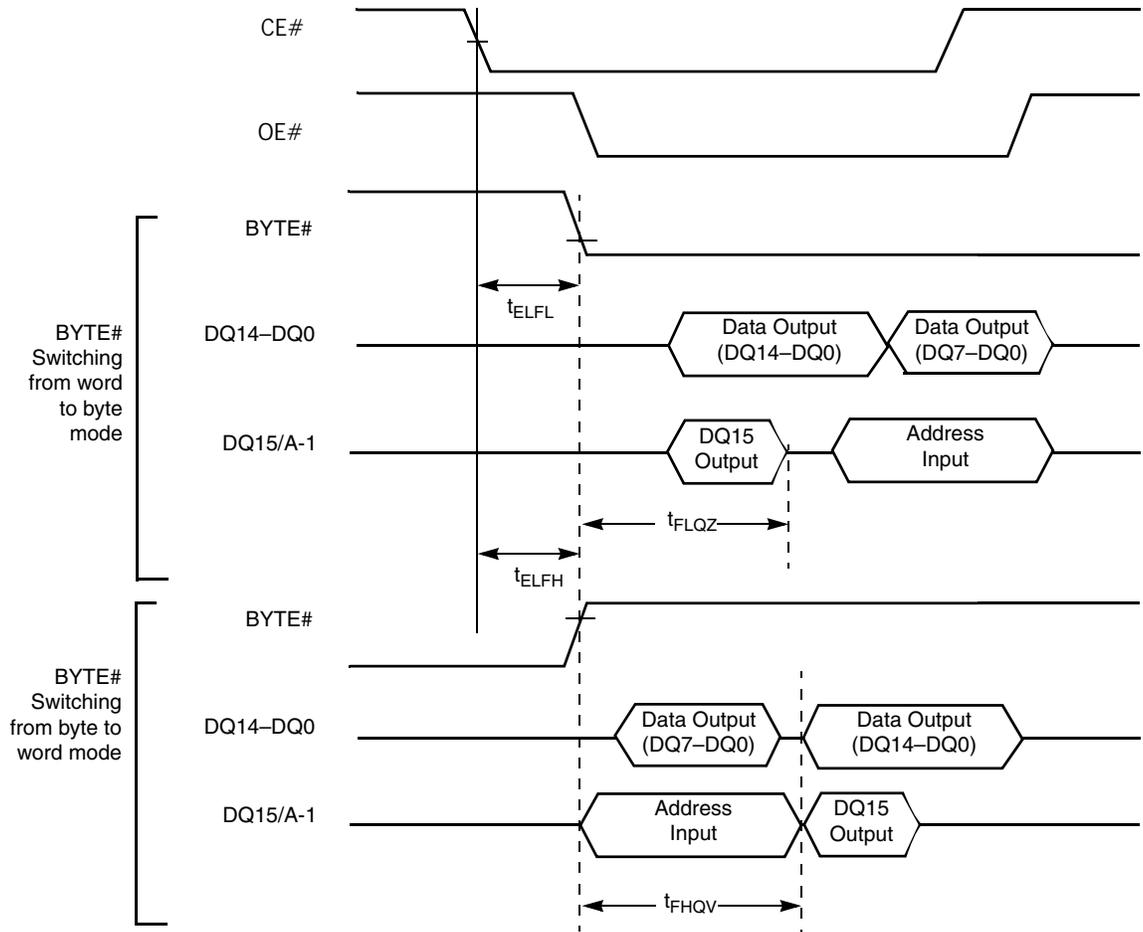 CE#
OE#
BYTE#
tELFL
BYTE#
Switching
from word
to byte
mode
DQ14–DQ0
Data Output
(DQ14–DQ0)
Data Output
(DQ7–DQ0)
DQ15/A-1
DQ15
Output
Address
Input
tFLQZ
tELFH
BYTE#
BYTE#
Switching
from byte to
word mode
DQ14–DQ0
Data Output
(DQ7–DQ0)
Data Output
(DQ14–DQ0)
DQ15/A-1
Address
Input
DQ15
Output
tFHQV